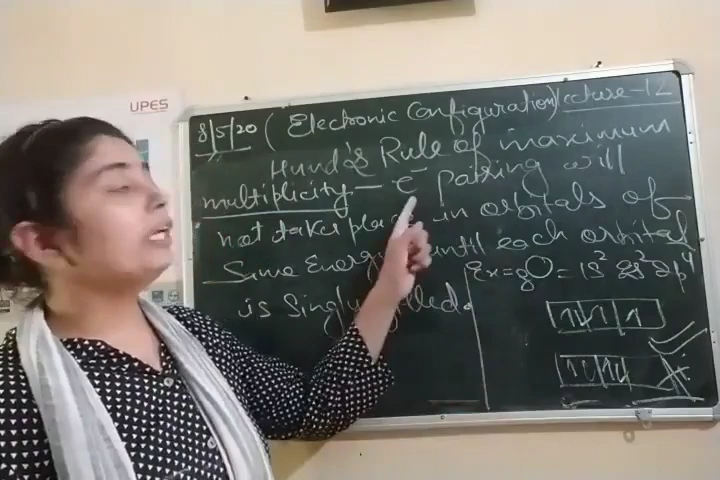 UPES
8/5/20 (Electronic Configuration) Lecture-12
Hund's Rule of maximum
multiplicity — e⁻ pairing will
not take place in orbitals of
Same Energy until each orbital
is singly filled.
Ex = 8O = 1s² 2s² 2p⁴